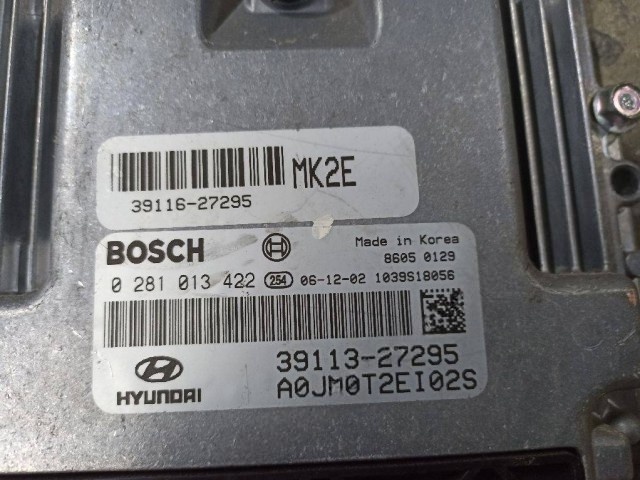 MK2E
39116-27295
BOSCH
Made in Korea
8605 0129
0 281 013 422 254 06-12-02 1039S18056
39113-27295
HYUNDAI
A0JM0T2EI02S